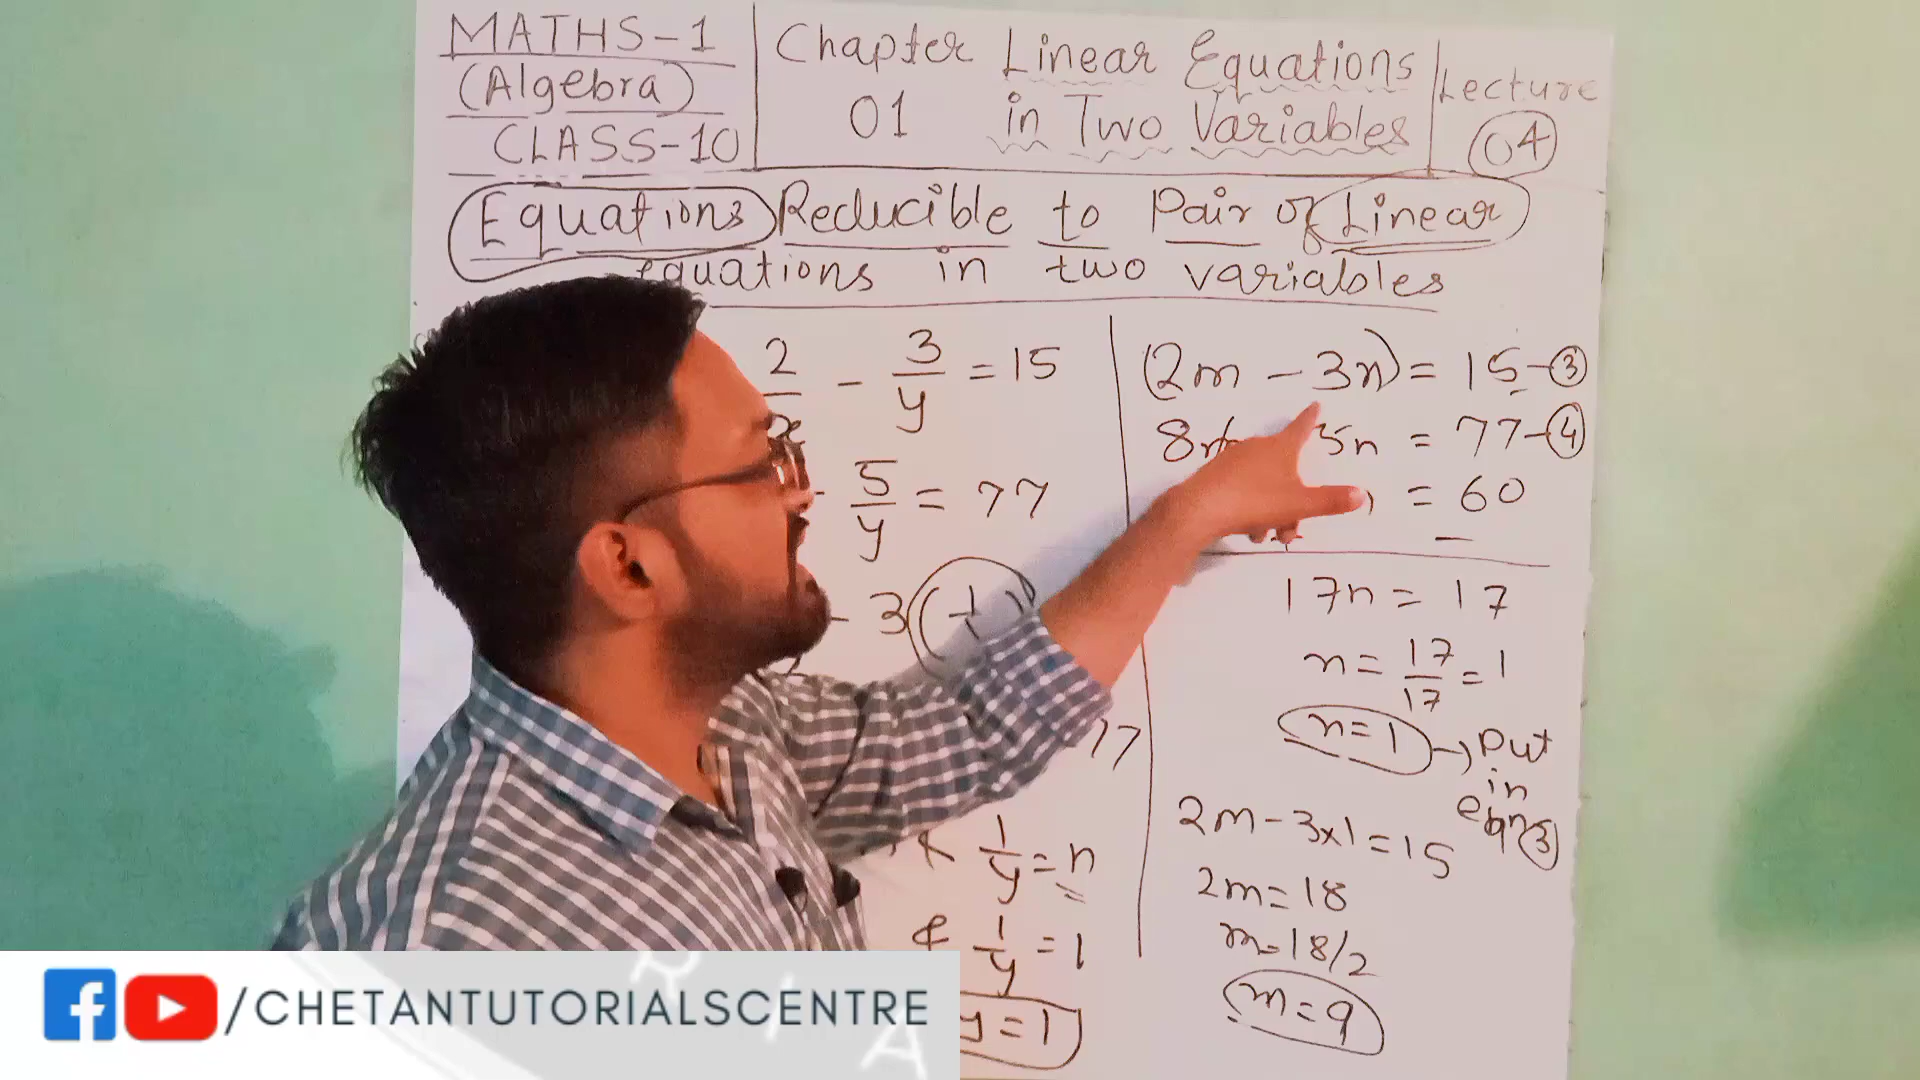 MATHS-1
(Algebra)
CLASS-10
Chapter
01
Linear Equations
in Two Variables
Lecture
04
Equations Reducible to Pair of Linear
equations in two variables
2 - 3/y = 15
5/y = 77
- 3(1/
77
& 1/y = n
& 1/y = 1
y = 1
(2m - 3n) = 15 - ③
8m 5n = 77 - ④
= 60
17n = 17
n = 17/17 = 1
n = 1 → Put
in
eqn ③
2m - 3x1 = 15
2m = 18
m = 18/2
m = 9
/CHETANTUTORIALSCENTRE
R I A